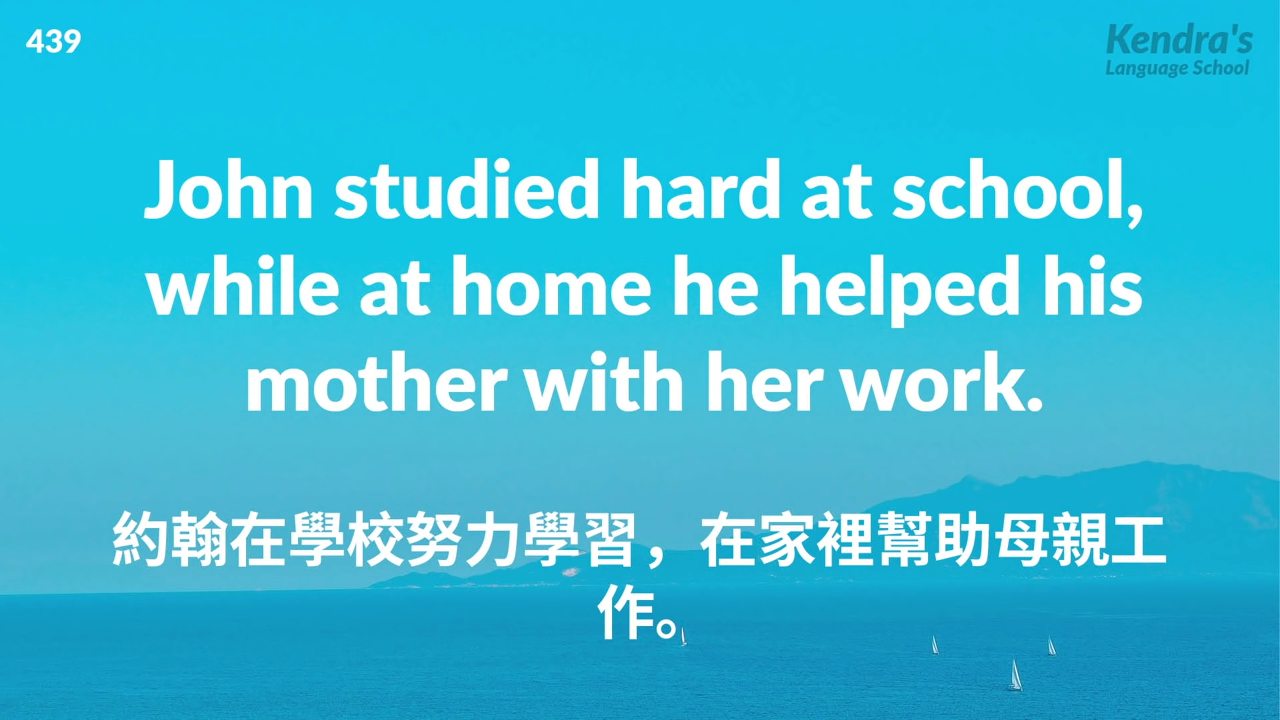 439
Kendra's
Language School
John studied hard at school,
while at home he helped his
mother with her work.
約翰在學校努力學習，在家裡幫助母親工
作。